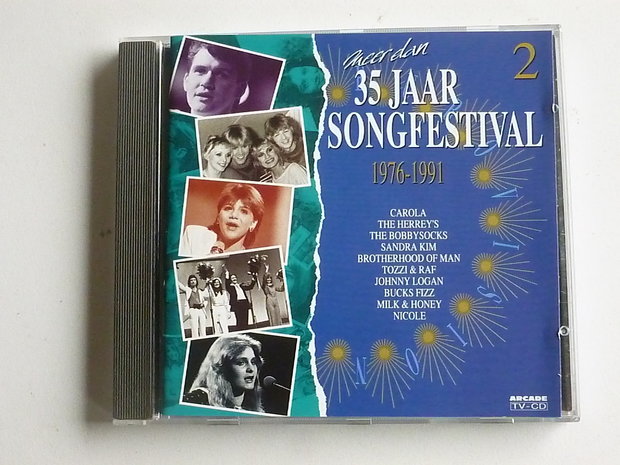 meer dan
2
35 JAAR
SONGFESTIVAL
1976-1991
CAROLA
THE HERREY'S
THE BOBBYSOCKS
SANDRA KIM
BROTHERHOOD OF MAN
TOZZI & RAF
JOHNNY LOGAN
BUCKS FIZZ
MILK & HONEY
NICOLE
ARCADE
TV-CD